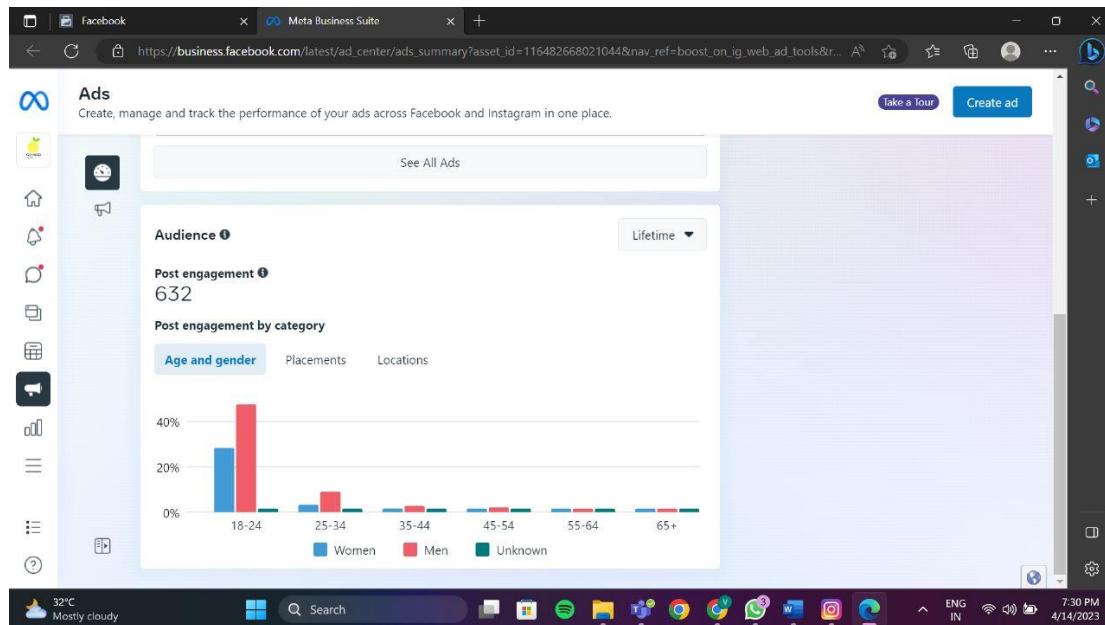 Facebook
Meta Business Suite
https://business.facebook.com/latest/ad_center/ads_summary?asset_id=116482668021044&nav_ref=boost_on_ig_web_ad_tools&r...
Ads
Create, manage and track the performance of your ads across Facebook and Instagram in one place.
Take a Tour
Create ad
See All Ads
Audience
Lifetime
Post engagement
632
Post engagement by category
Age and gender Placements Locations
40%
20%
0%
18-24 25-34 35-44 45-54 55-64 65+
Women Men Unknown
32°C
Mostly cloudy
Search
3
ENG
IN
7:30 PM
4/14/2023